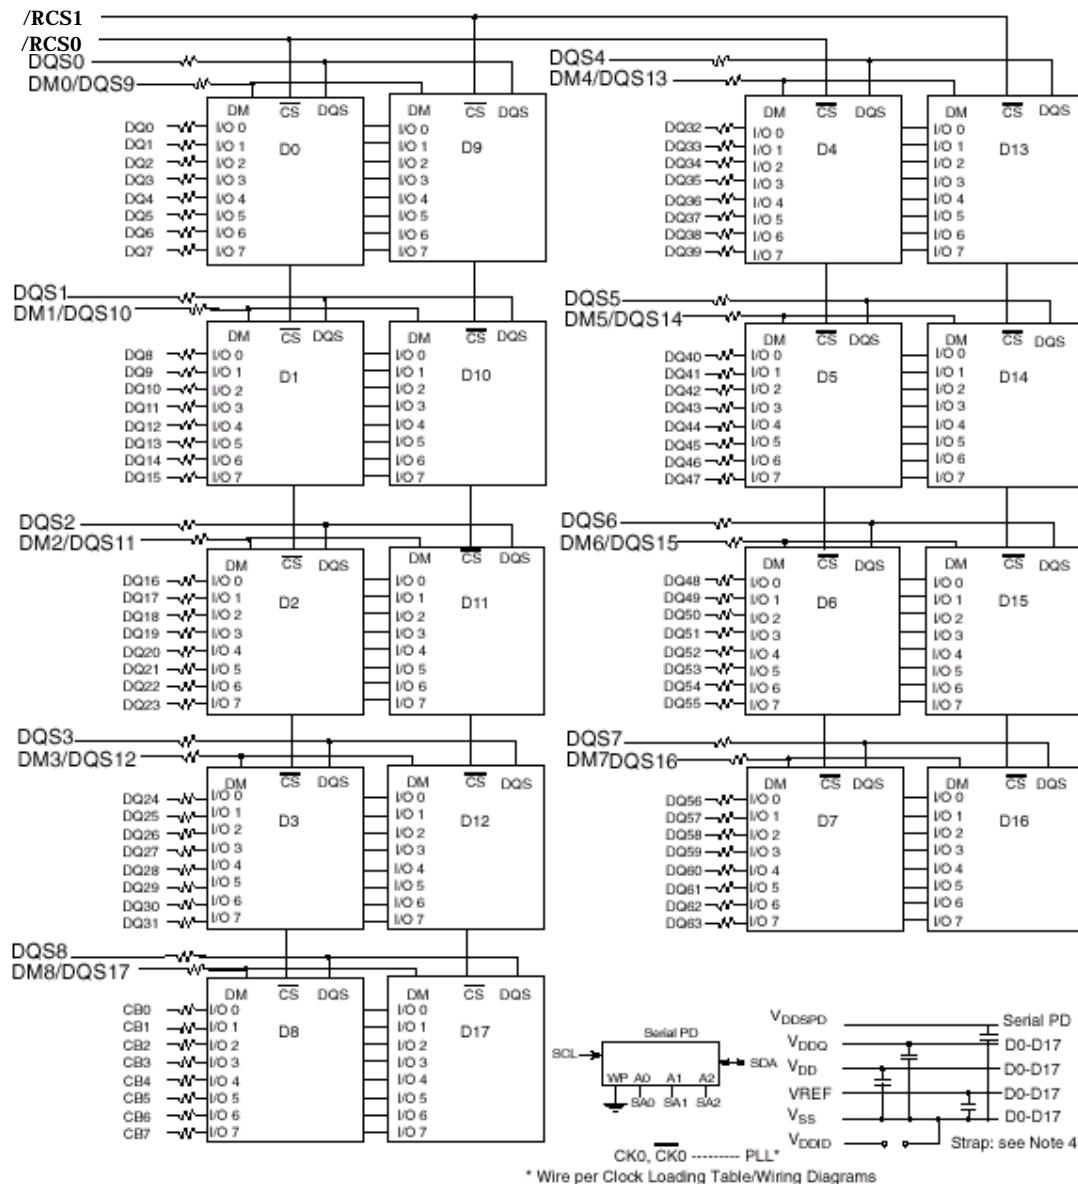 /RCS1
/RCS0
DQS0
DM0/DQS9
DM CS DQS
DM CS DQS
DQ0 I/O 0 I/O 0
DQ1 I/O 1 I/O 1
DQ2 I/O 2 I/O 2
DQ3 I/O 3 I/O 3
DQ4 I/O 4 I/O 4
DQ5 I/O 5 I/O 5
DQ6 I/O 6 I/O 6
DQ7 I/O 7 I/O 7
D0 D9
DQS1
DM1/DQS10
DM CS DQS
DM CS DQS
DQ8 I/O 0 I/O 0
DQ9 I/O 1 I/O 1
DQ10 I/O 2 I/O 2
DQ11 I/O 3 I/O 3
DQ12 I/O 4 I/O 4
DQ13 I/O 5 I/O 5
DQ14 I/O 6 I/O 6
DQ15 I/O 7 I/O 7
D1 D10
DQS2
DM2/DQS11
DM CS DQS
DM CS DQS
DQ16 I/O 0 I/O 0
DQ17 I/O 1 I/O 1
DQ18 I/O 2 I/O 2
DQ19 I/O 3 I/O 3
DQ20 I/O 4 I/O 4
DQ21 I/O 5 I/O 5
DQ22 I/O 6 I/O 6
DQ23 I/O 7 I/O 7
D2 D11
DQS3
DM3/DQS12
DM CS DQS
DM CS DQS
DQ24 I/O 0 I/O 0
DQ25 I/O 1 I/O 1
DQ26 I/O 2 I/O 2
DQ27 I/O 3 I/O 3
DQ28 I/O 4 I/O 4
DQ29 I/O 5 I/O 5
DQ30 I/O 6 I/O 6
DQ31 I/O 7 I/O 7
D3 D12
DQS8
DM8/DQS17
DM CS DQS
DM CS DQS
CB0 I/O 0 I/O 0
CB1 I/O 1 I/O 1
CB2 I/O 2 I/O 2
CB3 I/O 3 I/O 3
CB4 I/O 4 I/O 4
CB5 I/O 5 I/O 5
CB6 I/O 6 I/O 6
CB7 I/O 7 I/O 7
D8 D17
DQS4
DM4/DQS13
DM CS DQS
DM CS DQS
DQ32 I/O 0 I/O 0
DQ33 I/O 1 I/O 1
DQ34 I/O 2 I/O 2
DQ35 I/O 3 I/O 3
DQ36 I/O 4 I/O 4
DQ37 I/O 5 I/O 5
DQ38 I/O 6 I/O 6
DQ39 I/O 7 I/O 7
D4 D13
DQS5
DM5/DQS14
DM CS DQS
DM CS DQS
DQ40 I/O 0 I/O 0
DQ41 I/O 1 I/O 1
DQ42 I/O 2 I/O 2
DQ43 I/O 3 I/O 3
DQ44 I/O 4 I/O 4
DQ45 I/O 5 I/O 5
DQ46 I/O 6 I/O 6
DQ47 I/O 7 I/O 7
D5 D14
DQS6
DM6/DQS15
DM CS DQS
DM CS DQS
DQ48 I/O 0 I/O 0
DQ49 I/O 1 I/O 1
DQ50 I/O 2 I/O 2
DQ51 I/O 3 I/O 3
DQ52 I/O 4 I/O 4
DQ53 I/O 5 I/O 5
DQ54 I/O 6 I/O 6
DQ55 I/O 7 I/O 7
D6 D15
DQS7
DM7DQS16
DM CS DQS
DM CS DQS
DQ56 I/O 0 I/O 0
DQ57 I/O 1 I/O 1
DQ58 I/O 2 I/O 2
DQ59 I/O 3 I/O 3
DQ60 I/O 4 I/O 4
DQ61 I/O 5 I/O 5
DQ62 I/O 6 I/O 6
DQ63 I/O 7 I/O 7
D7 D16
Serial PD
SCL SDA
WP A0 A1 A2
SA0 SA1 SA2
VDDSPD Serial PD
VDDQ D0-D17
VDD D0-D17
VREF D0-D17
VSS D0-D17
VDDID Strap: see Note 4
CK0, CK0 --------- PLL*
* Wire per Clock Loading Table/Wiring Diagrams